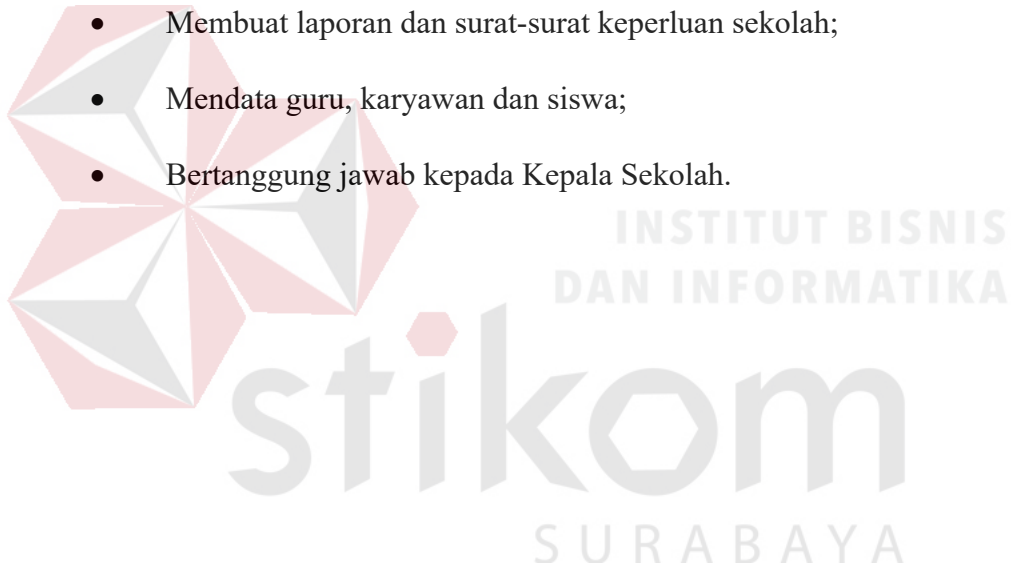 • Membuat laporan dan surat-surat keperluan sekolah;
• Mendata guru, karyawan dan siswa;
• Bertanggung jawab kepada Kepala Sekolah.
INSTITUT BISNIS
DAN INFORMATIKA
stikom
SURABAYA